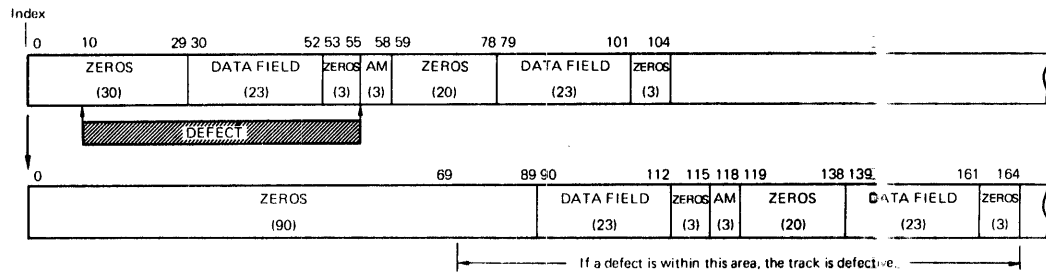 Index
0 10 29 30 52 53 55 58 59 78 79 101 104
ZEROS DATA FIELD ZEROS AM ZEROS DATA FIELD ZEROS
(30) (23) (3) (3) (20) (23) (3)
DEFECT
0 69 89 90 112 115 118 119 138 139 161 164
ZEROS DATA FIELD ZEROS AM ZEROS DATA FIELD ZEROS
(90) (23) (3) (3) (20) (23) (3)
If a defect is within this area, the track is defective.